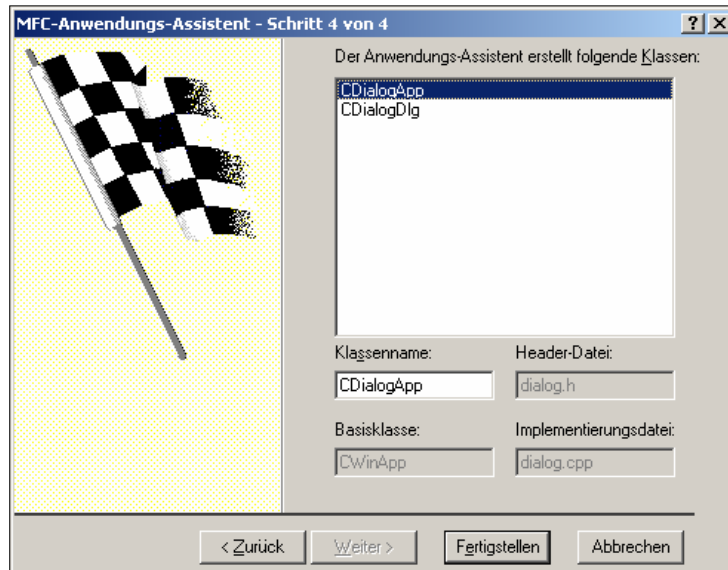 MFC-Anwendungs-Assistent - Schritt 4 von 4
Der Anwendungs-Assistent erstellt folgende Klassen:
CDialogApp
CDialogDlg
Klassenname:
Header-Datei:
CDialogApp
dialog.h
Basisklasse:
Implementierungsdatei:
CWinApp
dialog.cpp
< Zurück
Weiter >
Fertigstellen
Abbrechen